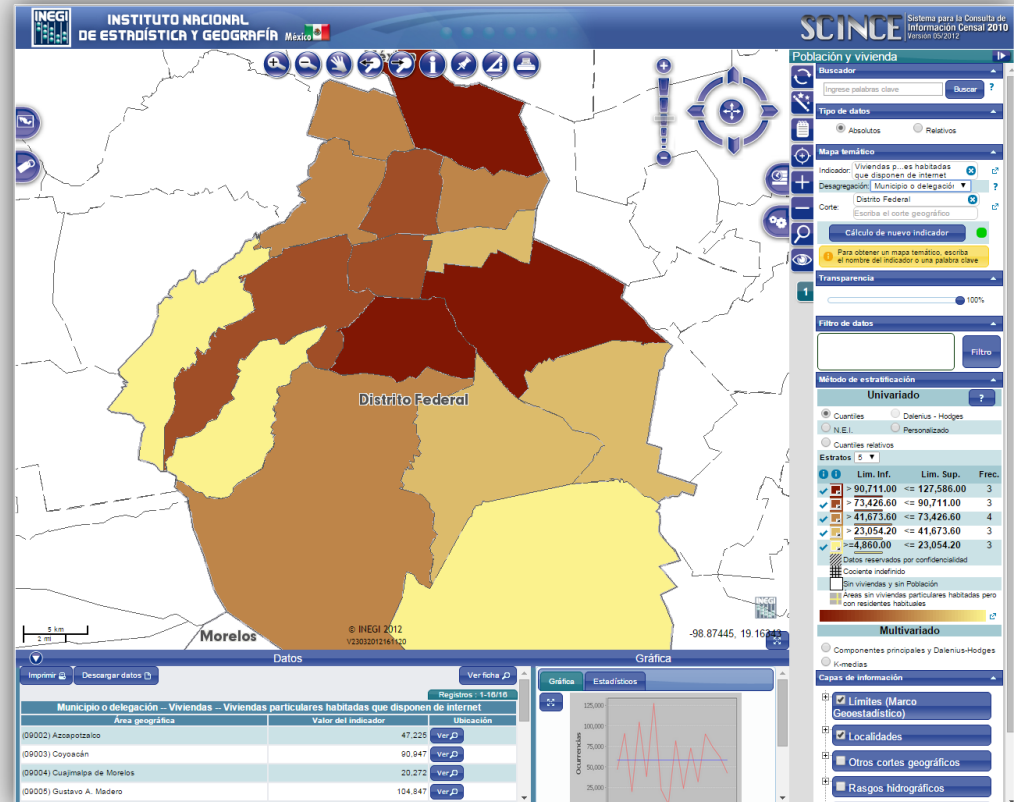 INEGI
INSTITUTO NACIONAL
DE ESTADÍSTICA Y GEOGRAFÍA México
SCINCE
Sistema para la Consulta de
Información Censal 2010
Versión 05/2012
Distrito Federal
Morelos
5 km
2 mi
© INEGI 2012
V23032012161120
INEGI
-98.87445, 19.16343
Población y vivienda
Buscador
Ingrese palabras clave
Buscar
?
Tipo de datos
Absolutos
Relativos
Mapa temático
Indicador:
Viviendas p...es habitadas
que disponen de internet
Desagregación: Municipio o delegación
?
Corte:
Distrito Federal
Escriba el corte geográfico
Cálculo de nuevo indicador
Para obtener un mapa temático, escriba
el nombre del indicador o una palabra clave
1
Transparencia
100%
Filtro de datos
Filtro
Método de estratificación
Univariado
?
Cuantiles
Dalenius - Hodges
N.E.I.
Personalizado
Cuantiles relativos
Estratos 5
Lim. Inf. Lim. Sup. Frec.
> 90,711.00 <= 127,586.00 3
> 73,426.60 <= 90,711.00 3
> 41,673.60 <= 73,426.60 4
> 23,054.20 <= 41,673.60 3
>=4,860.00 <= 23,054.20 3
Datos reservados por confidencialidad
Cociente indefinido
Sin viviendas y sin Población
Áreas sin viviendas particulares habitadas pero
con residentes habituales
Multivariado
Componentes principales y Dalenius-Hodges
K-medias
Capas de información
Límites (Marco
Geoestadístico)
Localidades
Otros cortes geográficos
Rasgos hidrográficos
Datos
Imprimir
Descargar datos
Ver ficha
Registros : 1-16/16
Municipio o delegación -- Viviendas -- Viviendas particulares habitadas que disponen de internet
Área geográfica Valor del indicador Ubicación
(09002) Azcapotzalco 47,225 Ver
(09003) Coyoacán 90,947 Ver
(09004) Cuajimalpa de Morelos 20,272 Ver
(09005) Gustavo A. Madero 104,847 Ver
Gráfica
Gráfica
Estadísticos
Ocurrencias
125,000
100,000
75,000
50,000
25,000